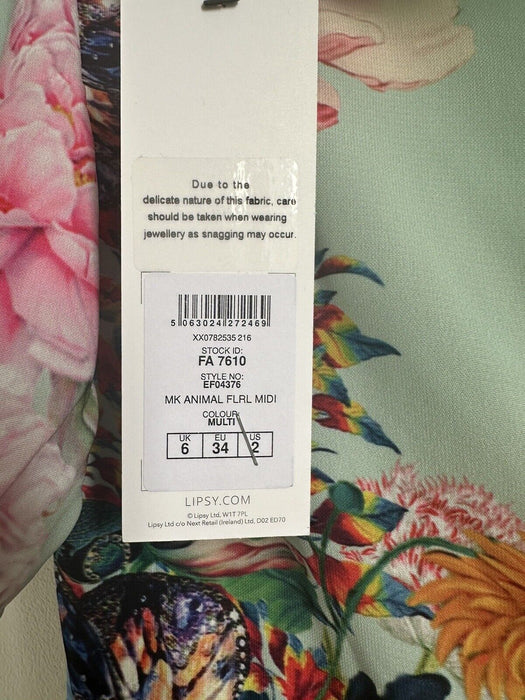 Due to the
delicate nature of this fabric, care
should be taken when wearing
jewellery as snagging may occur.
5 063024 272469
XX0782535 216
STOCK ID:
FA 7610
STYLE NO:
EF04376
MK ANIMAL FLRL MIDI
COLOUR:
MULTI
UK EU US
6 34 2
LIPSY.COM
© Lipsy Ltd, W1T 7PL
Lipsy Ltd c/o Next Retail (Ireland) Ltd, D02 ED70